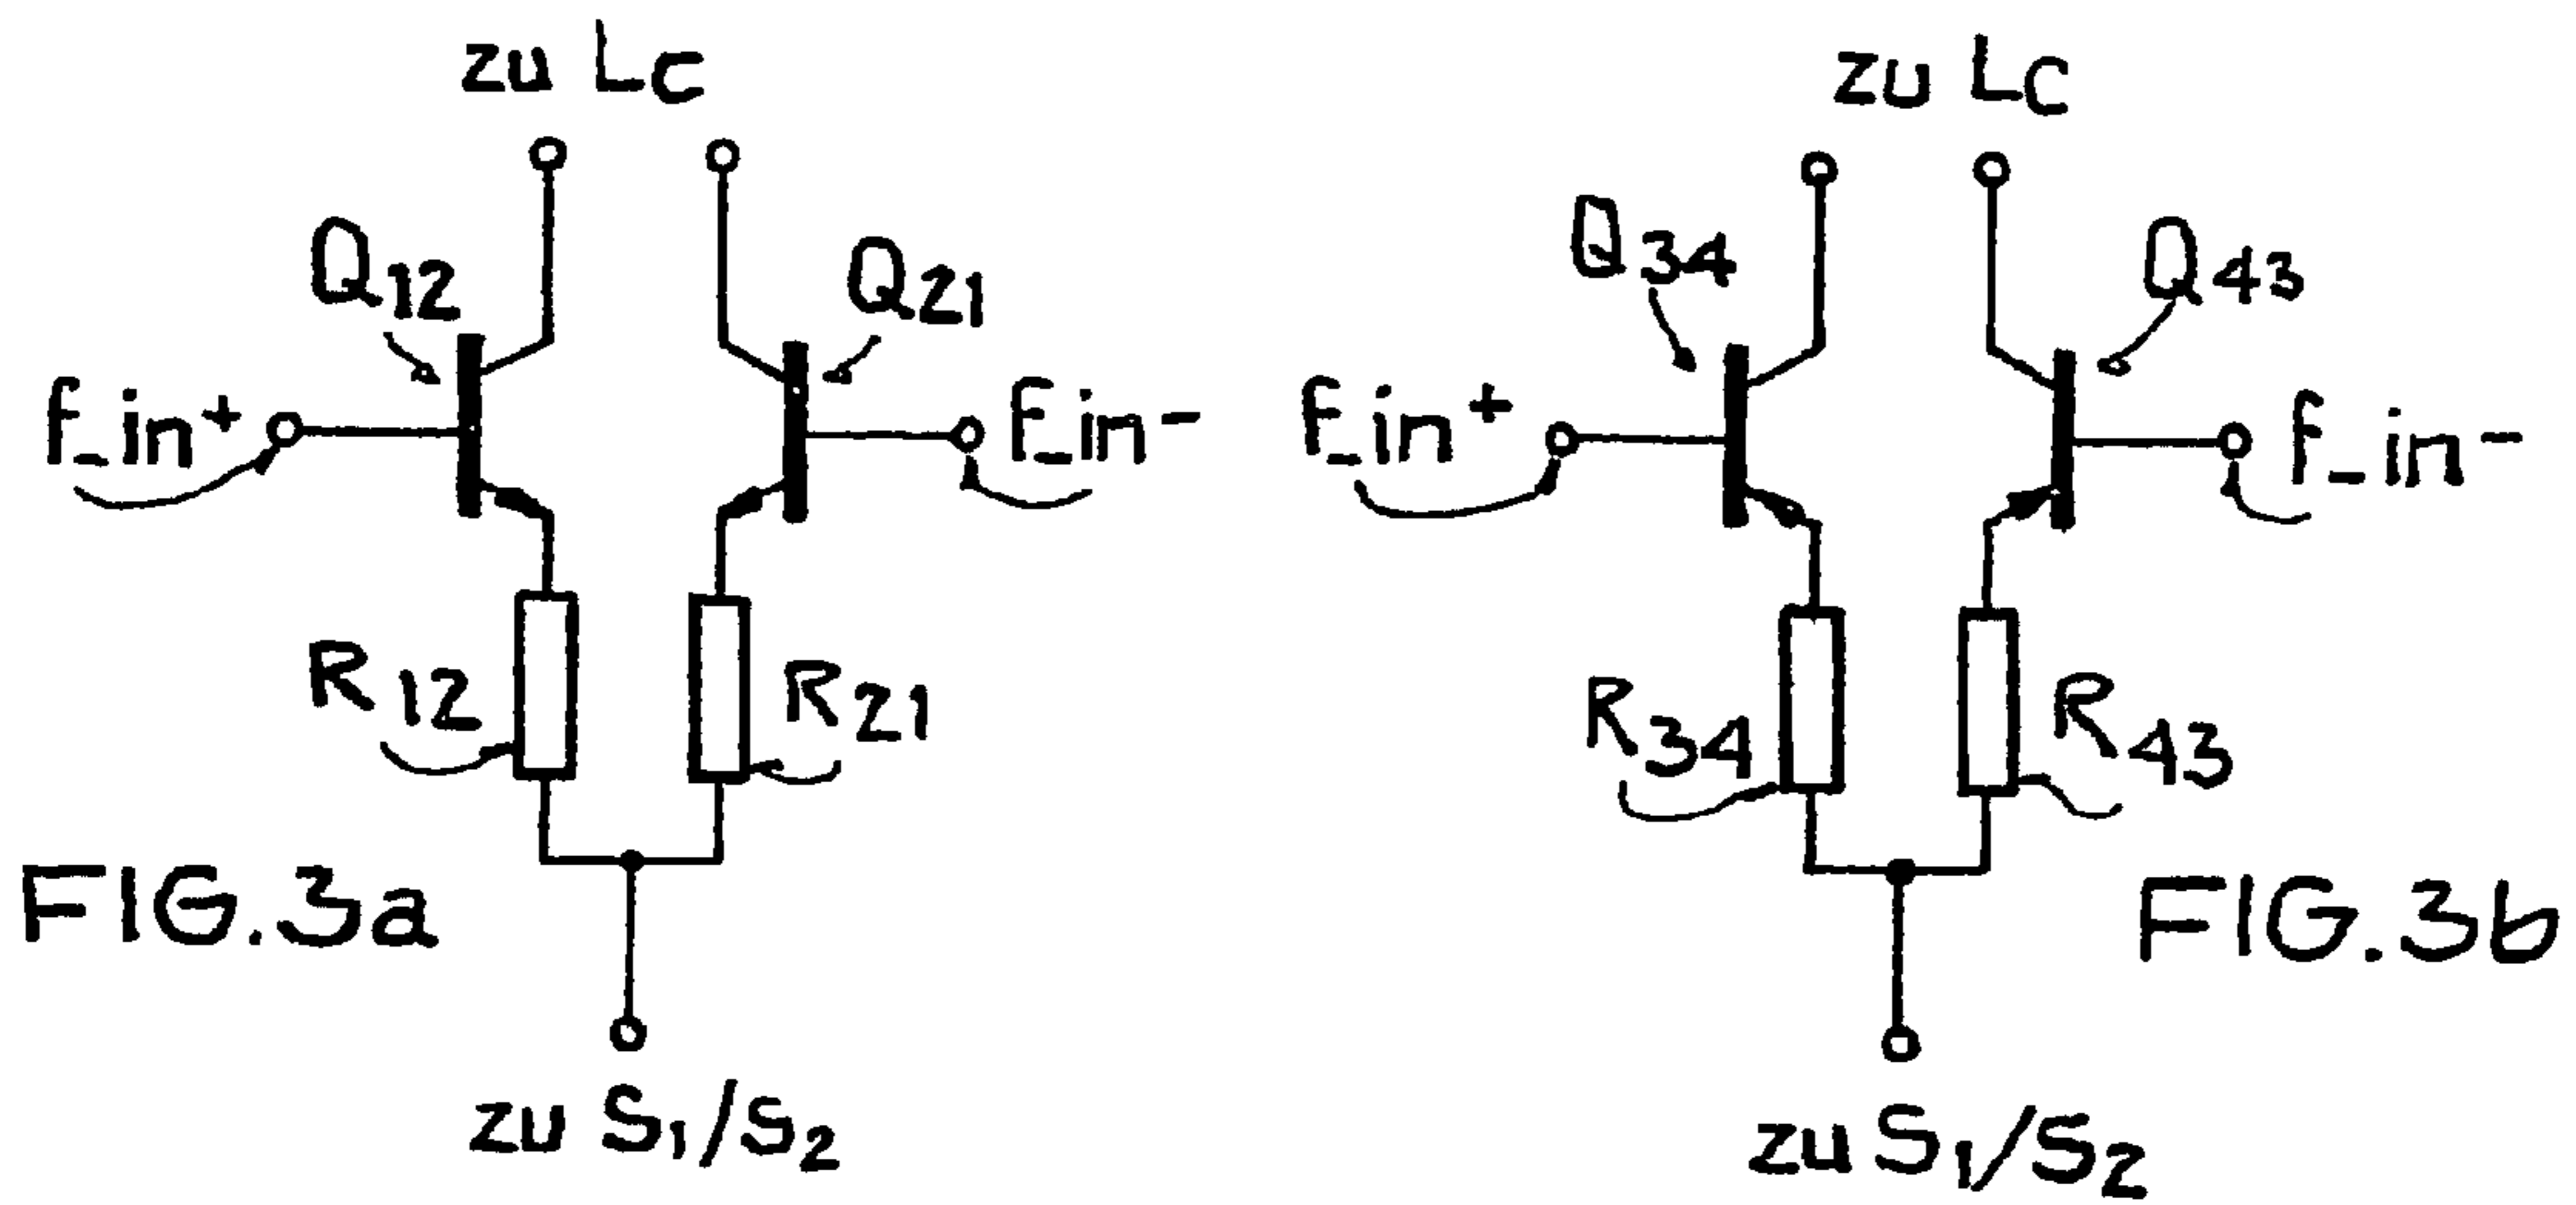 zu LC
Q12
Q21
f_in+
f_in-
R12
R21
FIG.3a
zu S1/S2
zu LC
Q34
Q43
f_in+
f_in-
R34
R43
FIG.3b
zu S1/S2